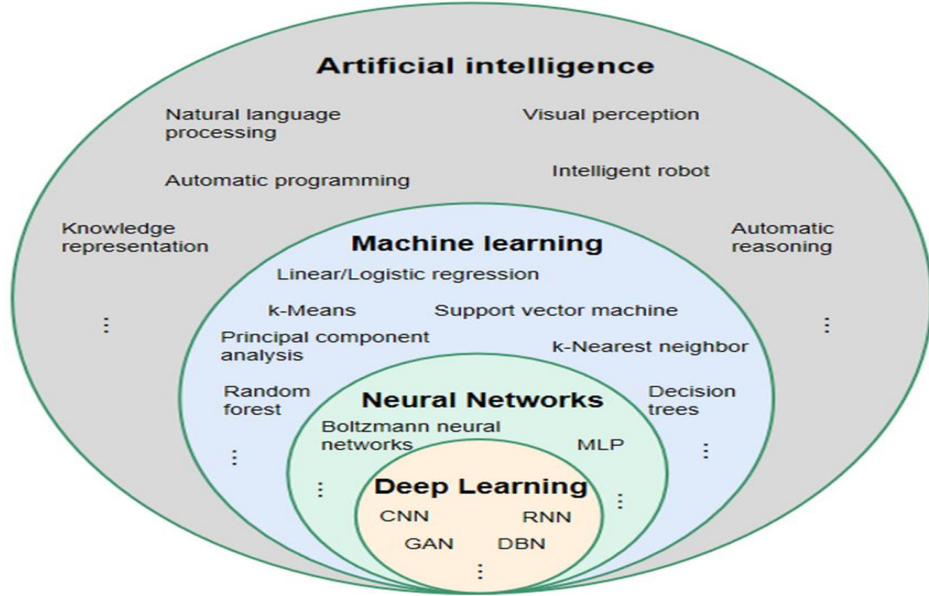 Artificial intelligence
Natural language
processing
Visual perception
Automatic programming
Intelligent robot
Knowledge
representation
Automatic
reasoning
⋮
⋮
Machine learning
Linear/Logistic regression
k-Means
Support vector machine
Principal component
analysis
k-Nearest neighbor
Random
forest
Decision
trees
⋮
⋮
Neural Networks
Boltzmann neural
networks
MLP
⋮
⋮
Deep Learning
CNN
RNN
GAN
DBN
⋮